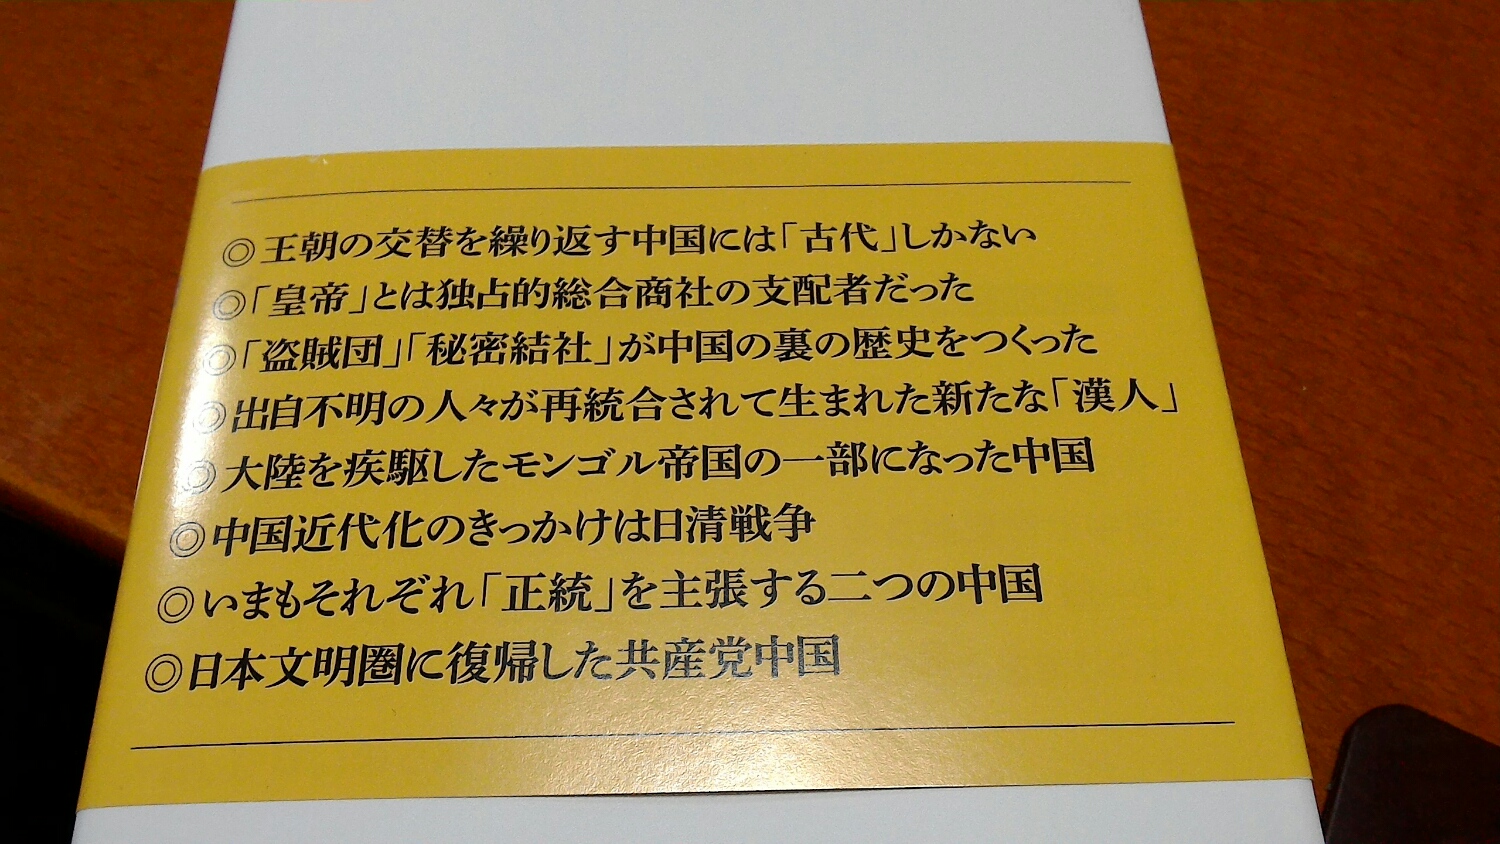 ◎王朝の交替を繰り返す中国には「古代」しかない
◎「皇帝」とは独占的総合商社の支配者だった
◎「盗賊団」「秘密結社」が中国の裏の歴史をつくった
◎出自不明の人々が再統合されて生まれた新たな「漢人」
◎大陸を疾駆したモンゴル帝国の一部になった中国
◎中国近代化のきっかけは日清戦争
◎いまもそれぞれ「正統」を主張する二つの中国
◎日本文明圏に復帰した共産党中国